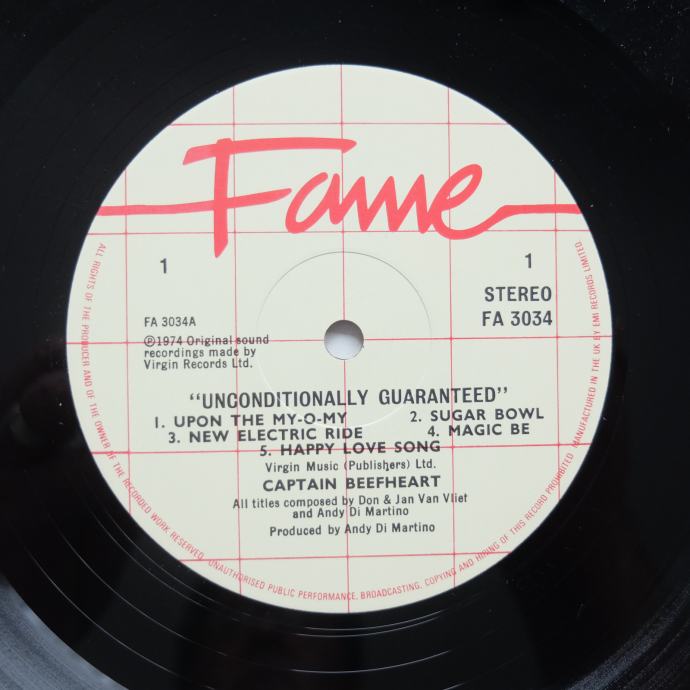 Fame
1
1
STEREO
FA 3034A
FA 3034
℗1974 Original sound
recordings made by
Virgin Records Ltd.
"UNCONDITIONALLY GUARANTEED"
1. UPON THE MY-O-MY 2. SUGAR BOWL
3. NEW ELECTRIC RIDE 4. MAGIC BE
5. HAPPY LOVE SONG
Virgin Music (Publishers) Ltd.
CAPTAIN BEEFHEART
All titles composed by Don & Jan Van Vliet
and Andy Di Martino
Produced by Andy Di Martino
ALL RIGHTS OF THE PRODUCER AND OF THE OWNER OF THE RECORDED WORK RESERVED. UNAUTHORISED PUBLIC PERFORMANCE, BROADCASTING, COPYING AND HIRING OF THIS RECORD PROHIBITED. MANUFACTURED IN THE UK BY EMI RECORDS LIMITED